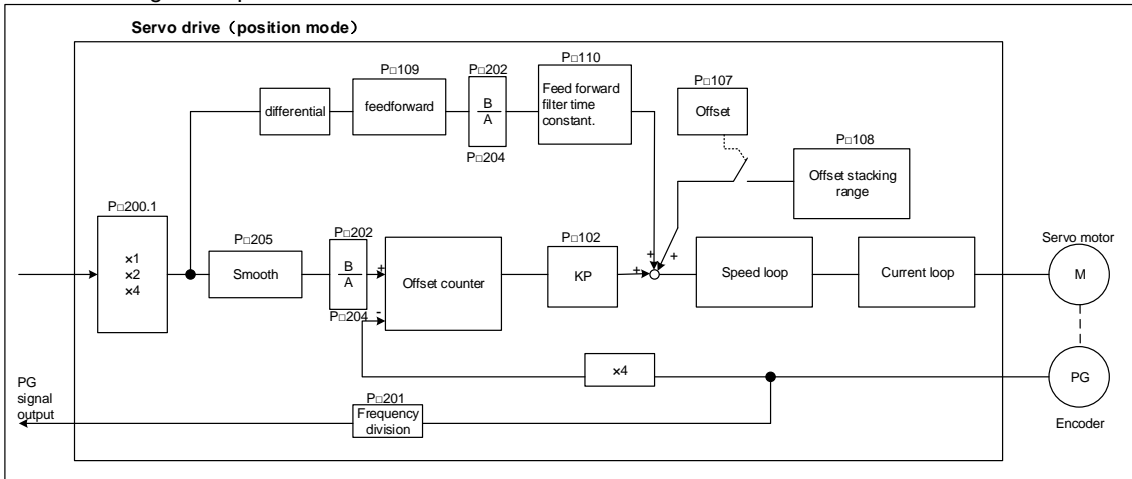 Servo drive（position mode）
P□109
P□202
P□110
P□107
P□108
differential
feedforward
B
A
Feed forward
filter time
constant.
Offset
Offset stacking
range
P□204
P□200.1
×1
×2
×4
P□205
Smooth
P□202
B
A
P□204
+
-
Offset counter
P□102
KP
+
+
+
Speed loop
Current loop
Servo motor
M
×4
PG
Encoder
PG
signal
output
P□201
Frequency
division